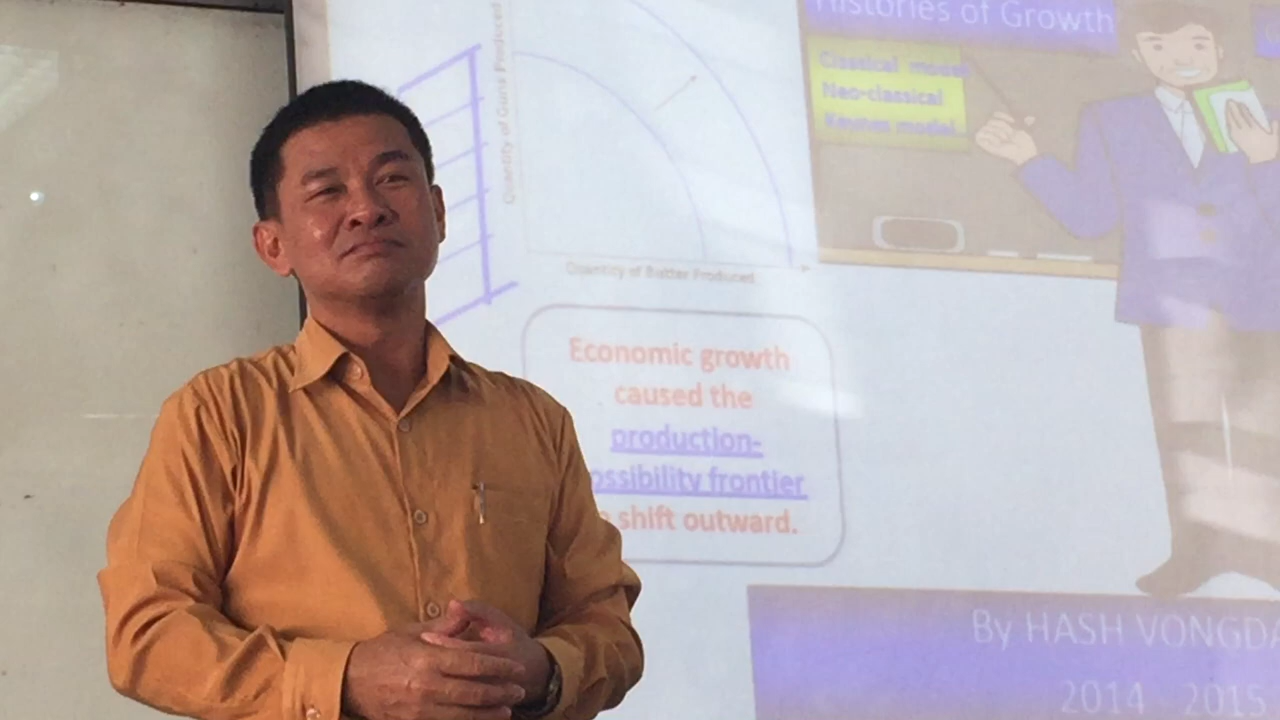 Histories of Growth
Classical model
Neo-classical
Keynes model
Quantity of Guns Produced
Quantity of Butter Produced
Economic growth
caused the
production-
ossibility frontier
shift outward.
By HASH VONGDA
2014 - 2015